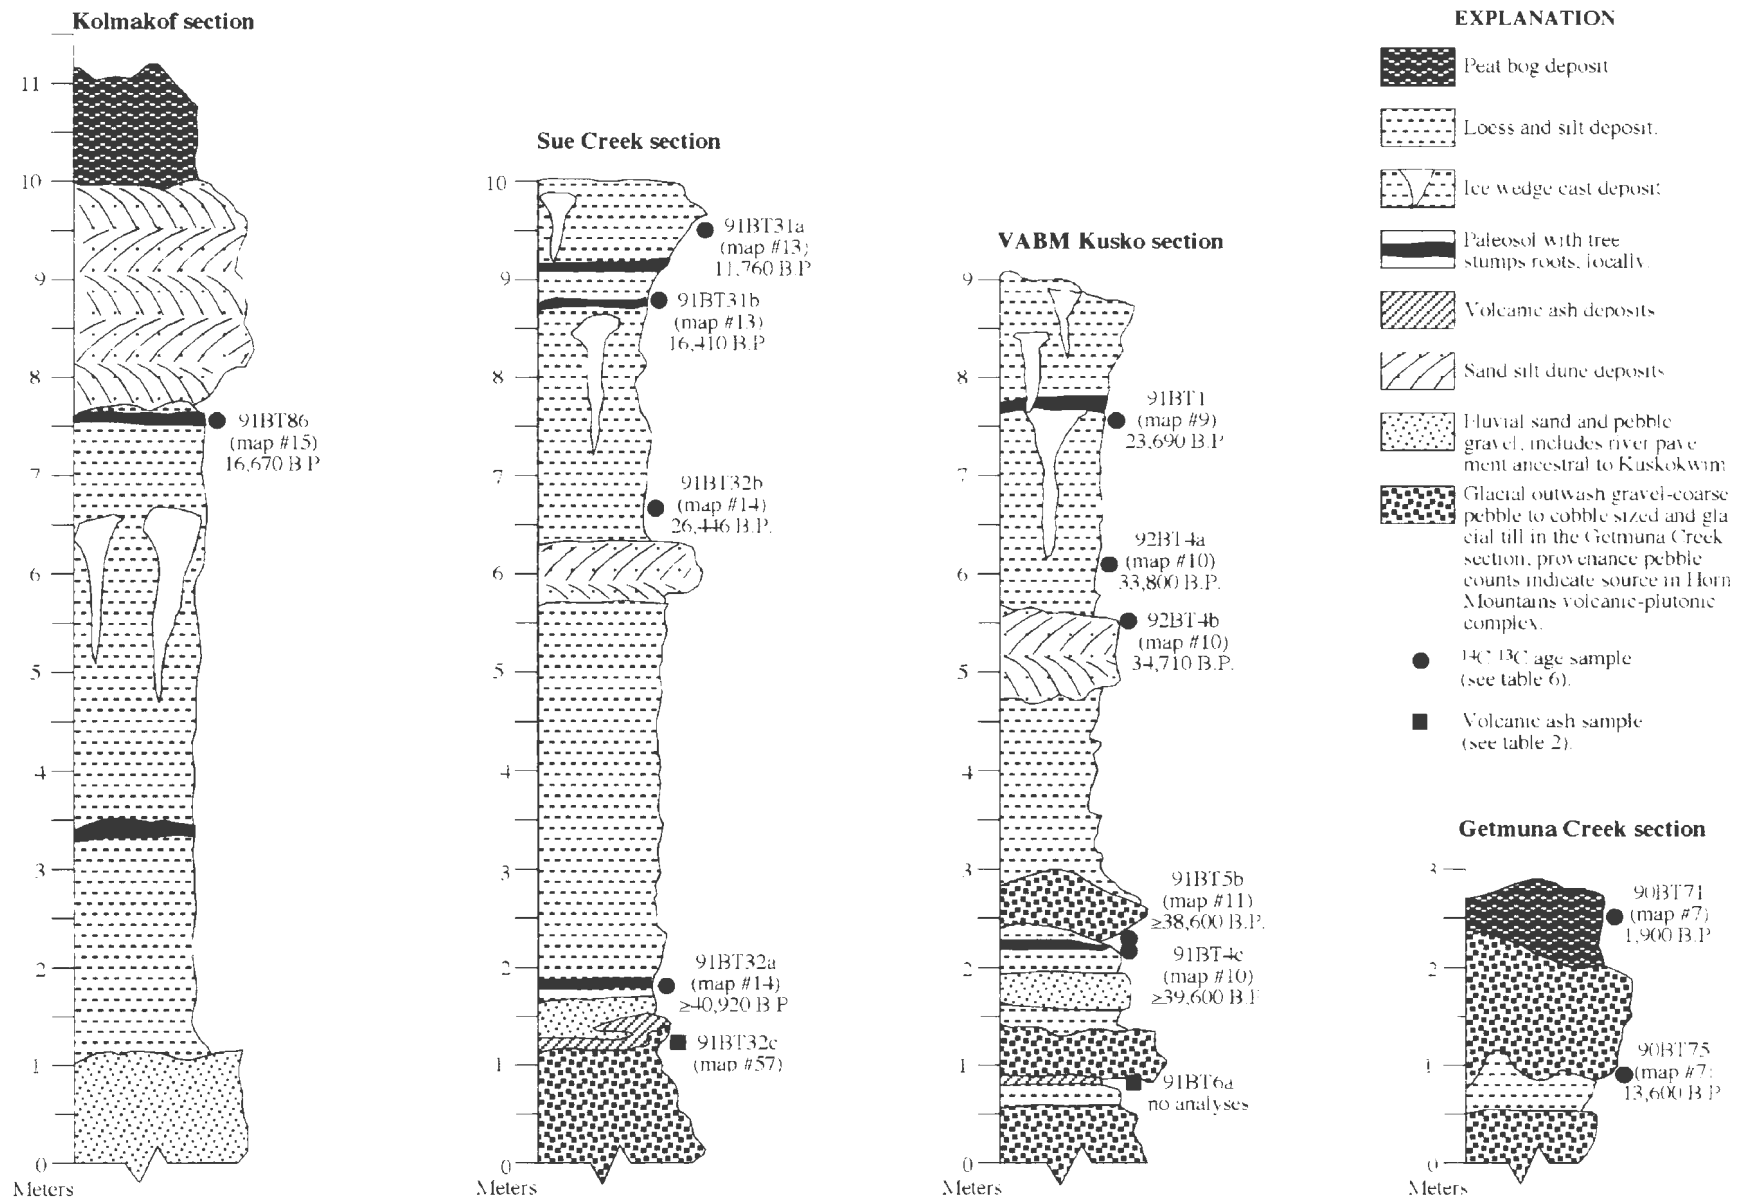 Kolmakof section
11
10
9
8
7
6
5
4
3
2
1
0
Meters
91BT86
(map #15)
16,670 B.P
Sue Creek section
10
9
8
7
6
5
4
3
2
1
0
Meters
91BT31a
(map #13)
11,760 B.P
91BT31b
(map #13)
16,410 B.P
91BT32b
(map #14)
26,446 B.P.
91BT32a
(map #14)
≥40,920 B P
91BT32c
(map #57)
VABM Kusko section
9
8
7
6
5
4
3
2
1
0
Meters
91BT1
(map #9)
23,690 B.P
92BT4a
(map #10)
33,800 B.P.
92BT4b
(map #10)
34,710 B.P.
91BT5b
(map #11)
≥38,600 B.P.
91BT4c
(map #10)
≥39,600 B.P
91BT6a
no analyses
EXPLANATION
Peat bog deposit
Loess and silt deposit.
Ice wedge cast deposit
Paleosol with tree
stumps roots, locally.
Volcanic ash deposits
Sand silt dune deposits
Fluvial sand and pebble
gravel, includes river pave
ment ancestral to Kuskokwim
Glacial outwash gravel-coarse
pebble to cobble sized and gla
cial till in the Getmuna Creek
section, provenance pebble
counts indicate source in Horn
Mountains volcanic-plutonic
complex.
14C 13C age sample
(see table 6).
Volcanic ash sample
(see table 2).
Getmuna Creek section
3
2
1
0
Meters
90BT71
(map #7)
1,900 B.P
90BT75
(map #7;
13,600 B.P